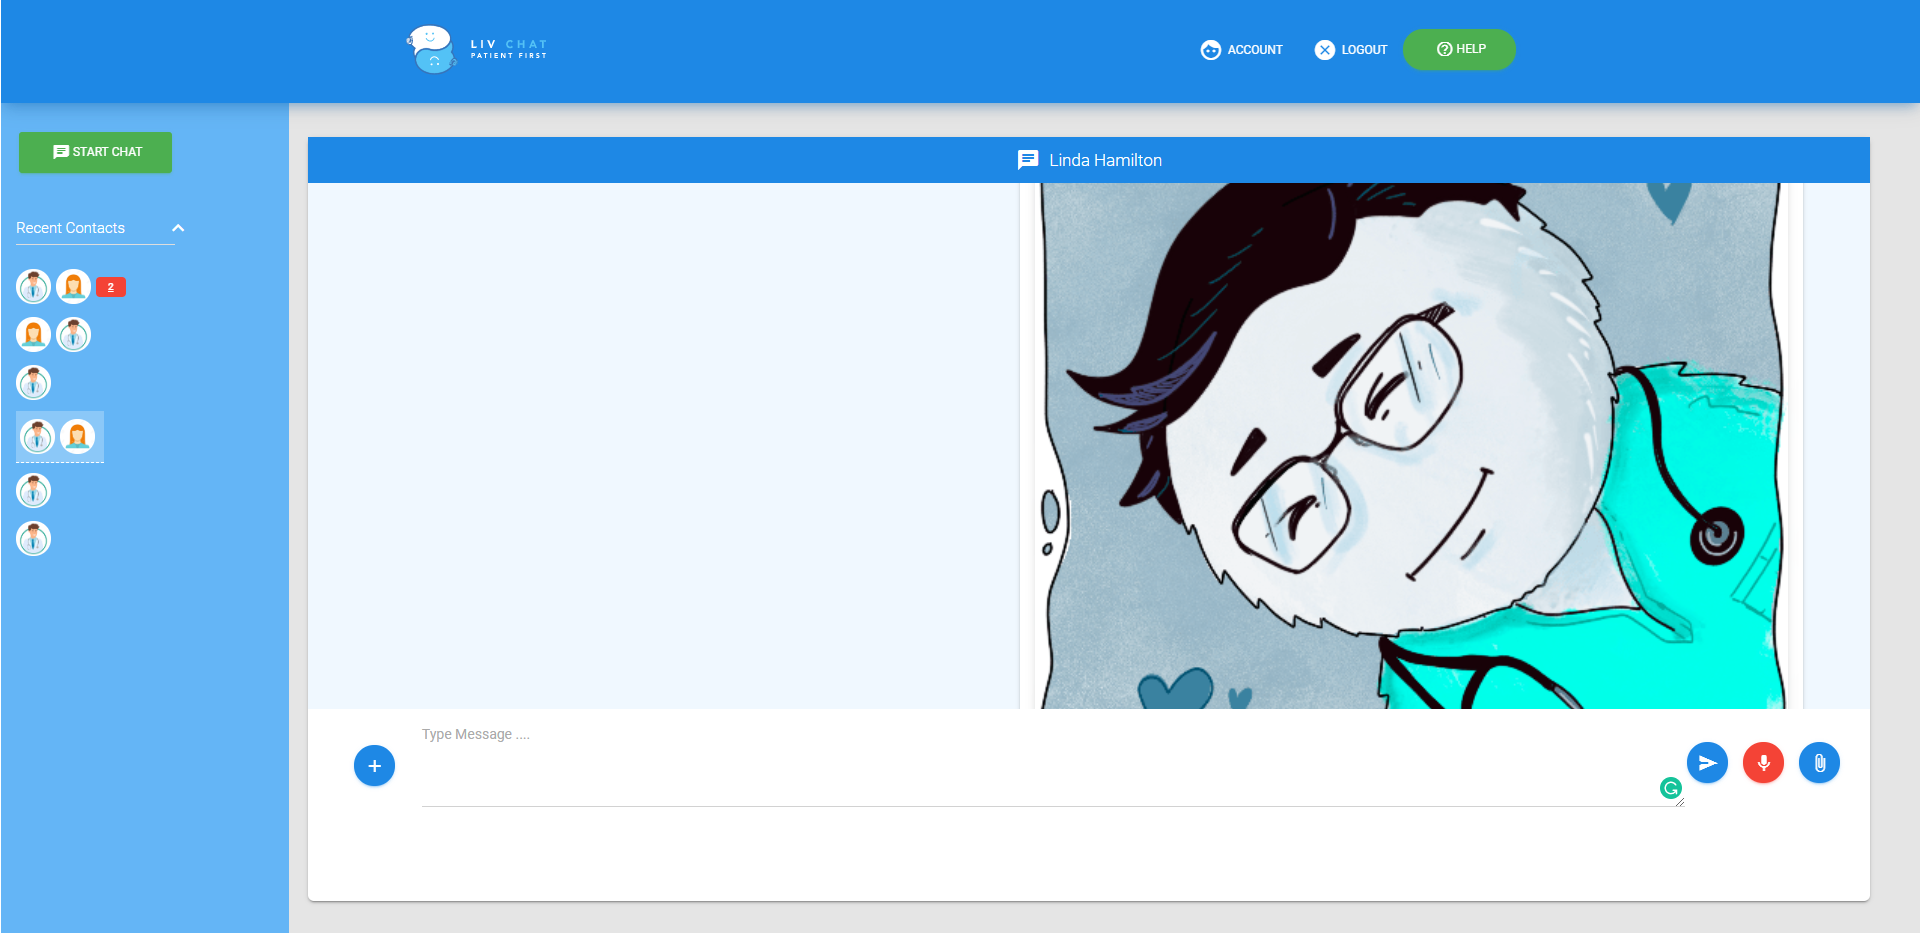 LIV CHAT
PATIENT FIRST
ACCOUNT
LOGOUT
HELP
START CHAT
Linda Hamilton
Recent Contacts
2
Type Message ....